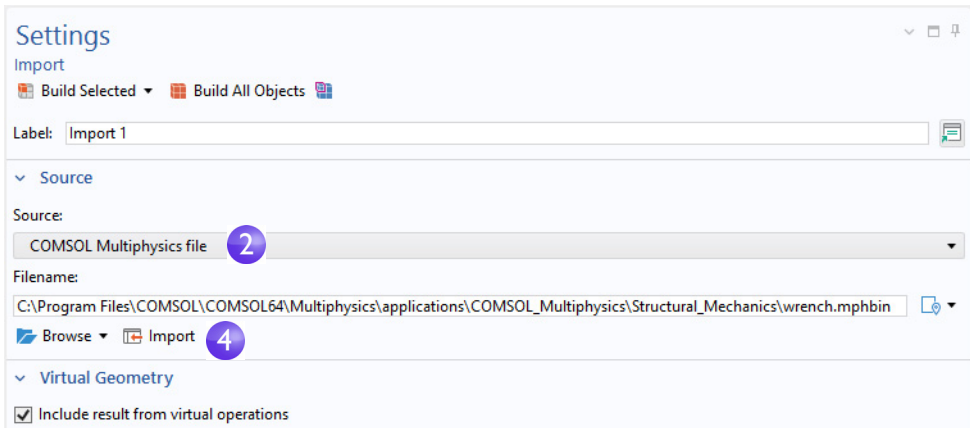 Settings
Import
Build Selected Build All Objects
Label: Import 1
Source
Source:
COMSOL Multiphysics file 2
Filename:
C:\Program Files\COMSOL\COMSOL64\Multiphysics\applications\COMSOL_Multiphysics\Structural_Mechanics\wrench.mphbin
Browse Import 4
Virtual Geometry
Include result from virtual operations